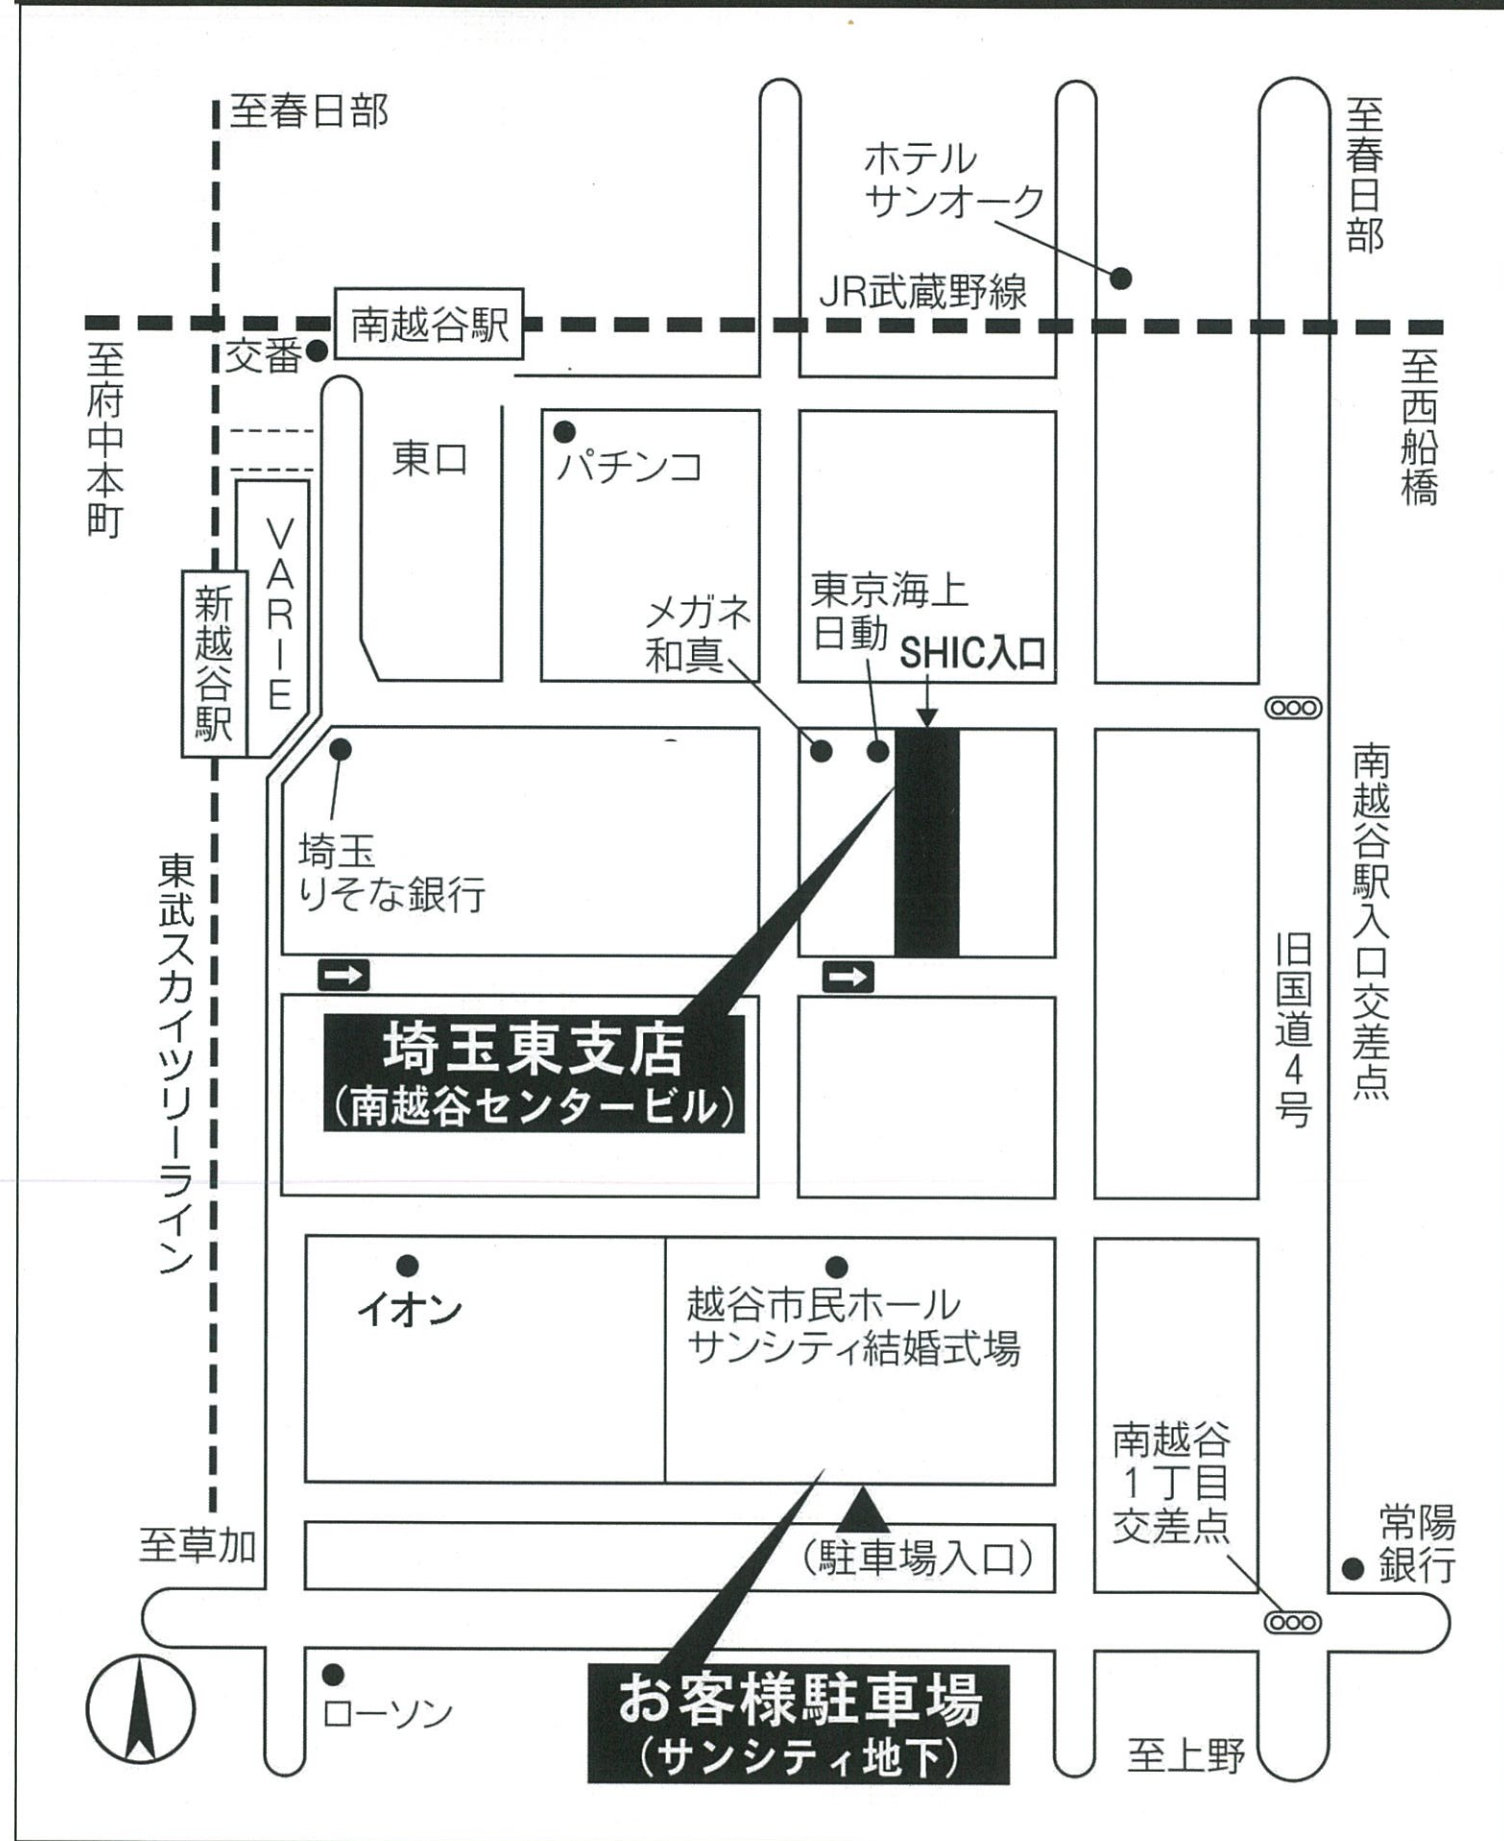 至春日部
至春日部
ホテル
サンオーク
JR武蔵野線
南越谷駅
交番
至府中本町
至西船橋
東口
パチンコ
VARIE
新越谷駅
メガネ
和真
東京海上
日動
SHIC入口
埼玉
りそな銀行
東武スカイツリーライン
南越谷駅入口交差点
旧国道4号
埼玉東支店
(南越谷センタービル)
イオン
越谷市民ホール
サンシティ結婚式場
南越谷
1丁目
交差点
常陽
銀行
至草加
(駐車場入口)
ローソン
お客様駐車場
(サンシティ地下)
至上野